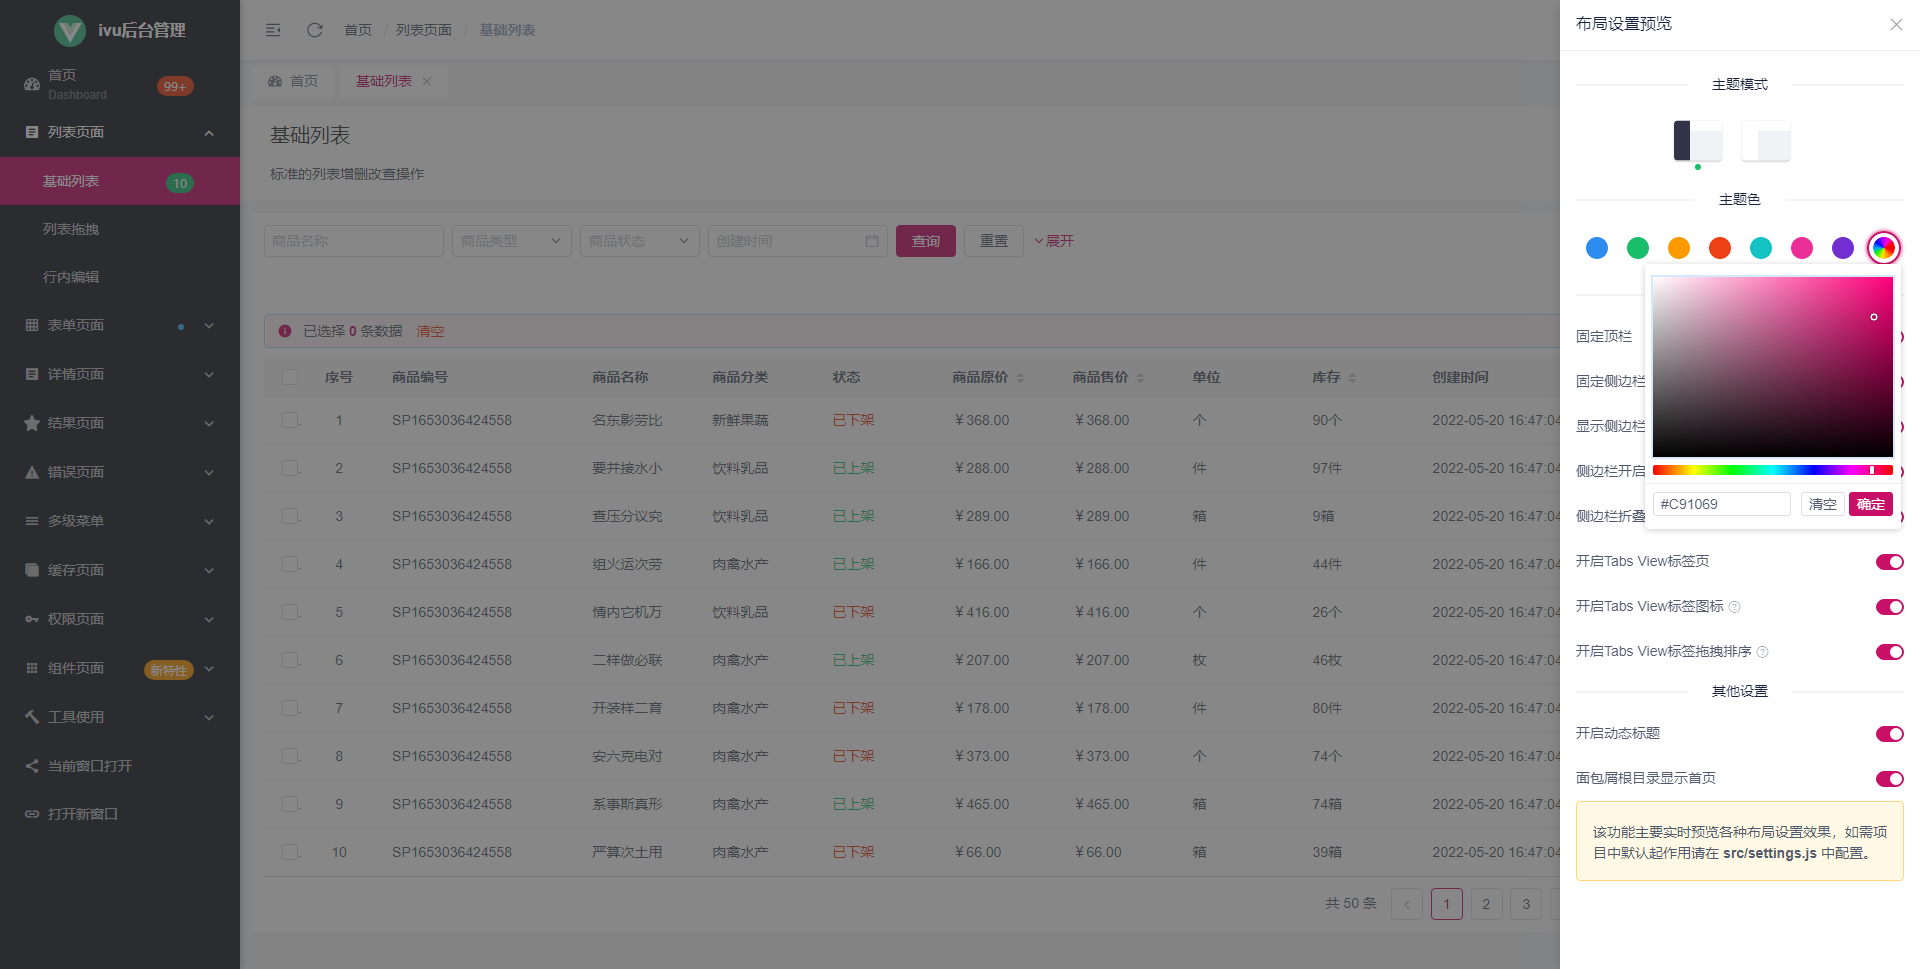 ivu后台管理
首页
Dashboard
99+
列表页面
基础列表
10
列表拖拽
行内编辑
表单页面
详情页面
结果页面
错误页面
多级菜单
缓存页面
权限页面
组件页面
新特性
工具使用
当前窗口打开
打开新窗口
首页 / 列表页面 / 基础列表
首页 基础列表
基础列表
标准的列表增删改查操作
商品名称 商品类型 商品状态 创建时间 查询 重置 展开
已选择 0 条数据 清空
序号 商品编号 商品名称 商品分类 状态 商品原价 商品售价 单位 库存 创建时间
1 SP1653036424558 名东影劳比 新鲜果蔬 已下架 ¥368.00 ¥368.00 个 90个 2022-05-20 16:47:04
2 SP1653036424558 要井接水小 饮料乳品 已上架 ¥288.00 ¥288.00 件 97件 2022-05-20 16:47:04
3 SP1653036424558 查压分议究 饮料乳品 已上架 ¥289.00 ¥289.00 箱 9箱 2022-05-20 16:47:04
4 SP1653036424558 组火运次劳 肉禽水产 已上架 ¥166.00 ¥166.00 件 44件 2022-05-20 16:47:04
5 SP1653036424558 情内它机万 饮料乳品 已下架 ¥416.00 ¥416.00 个 26个 2022-05-20 16:47:04
6 SP1653036424558 二样做必联 肉禽水产 已上架 ¥207.00 ¥207.00 枚 46枚 2022-05-20 16:47:04
7 SP1653036424558 开装样二育 肉禽水产 已下架 ¥178.00 ¥178.00 件 80件 2022-05-20 16:47:04
8 SP1653036424558 安六克电对 肉禽水产 已下架 ¥373.00 ¥373.00 个 74个 2022-05-20 16:47:04
9 SP1653036424558 系事斯真形 肉禽水产 已上架 ¥465.00 ¥465.00 箱 74箱 2022-05-20 16:47:04
10 SP1653036424558 严算次土用 肉禽水产 已下架 ¥66.00 ¥66.00 箱 39箱 2022-05-20 16:47:04
共 50 条 1 2 3
布局设置预览
主题模式
主题色
固定顶栏
固定侧边栏
显示侧边栏
侧边栏开启
侧边栏折叠
#C91069 清空 确定
开启Tabs View标签页
开启Tabs View标签图标
开启Tabs View标签拖拽排序
其他设置
开启动态标题
面包屑根目录显示首页
该功能主要实时预览各种布局设置效果，如需项
目中默认起作用请在 src/settings.js 中配置。